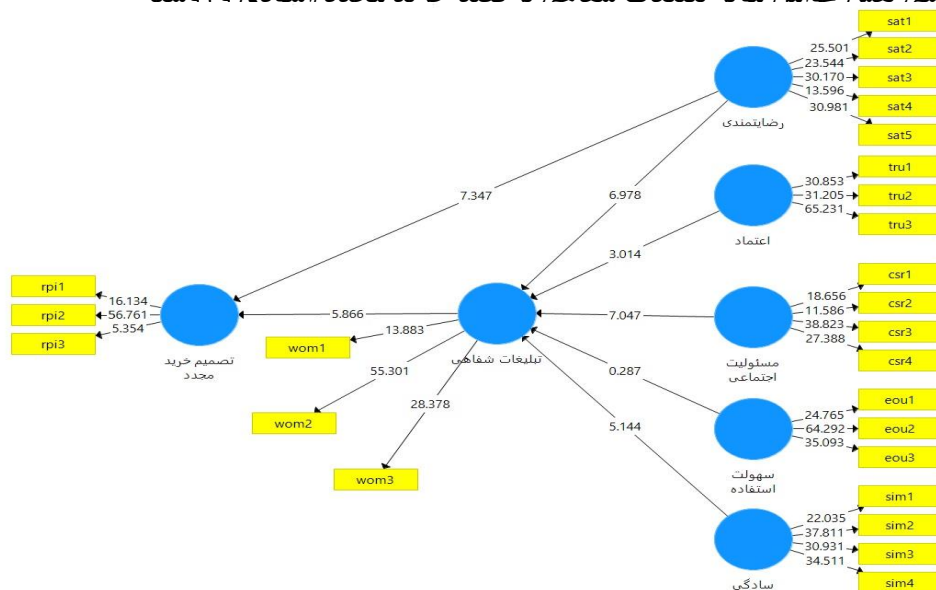 sat1
25.501
sat2
23.544
30.170
sat3
13.596
sat4
30.981
sat5
رضایتمندی
7.347
6.978
tru1
30.853
31.205
tru2
65.231
tru3
اعتماد
3.014
rpi1
16.134
rpi2
56.761
rpi3
5.354
تصمیم خرید
مجدد
5.866
13.883
wom1
تبلیغات شفاهی
7.047
csr1
18.656
11.586
csr2
38.823
csr3
27.388
csr4
مسئولیت
اجتماعی
55.301
wom2
28.378
wom3
0.287
5.144
eou1
24.765
64.292
eou2
35.093
eou3
سهولت
استفاده
sim1
22.035
37.811
sim2
30.931
sim3
34.511
sim4
سادگی